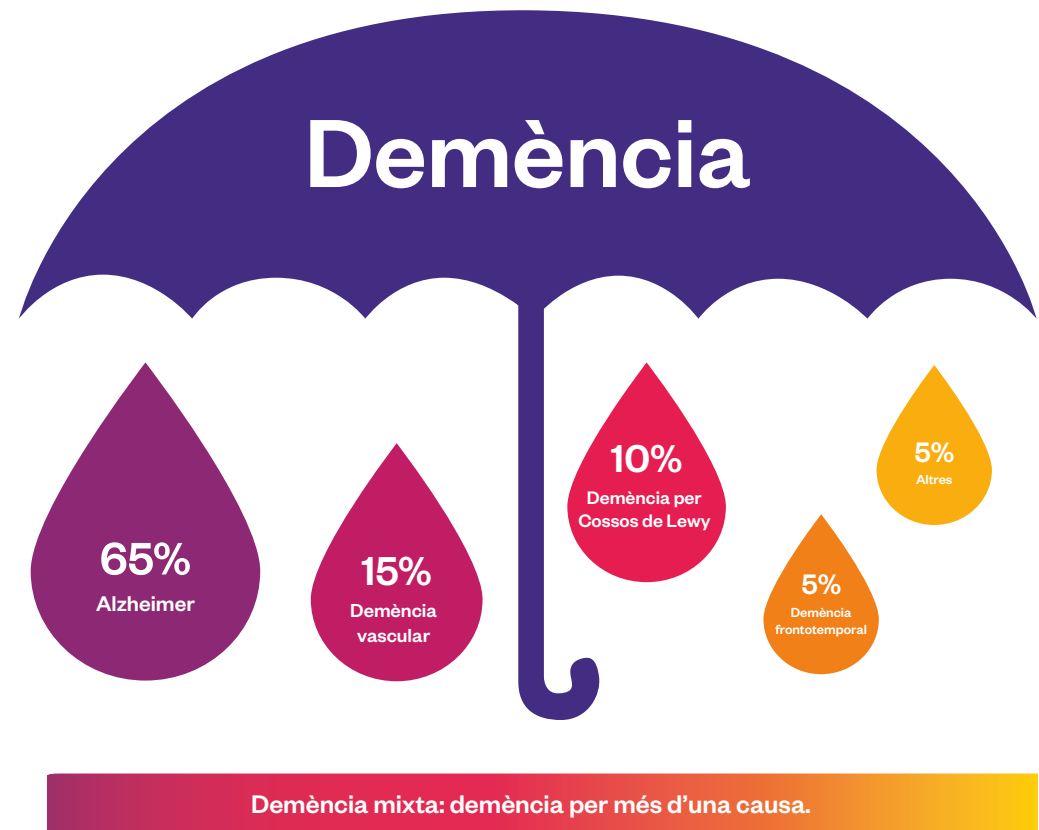 Demència
65%
Alzheimer
15%
Demència
vascular
10%
Demència per
Cossos de Lewy
5%
Demència
frontotemporal
5%
Altres
Demència mixta: demència per més d’una causa.